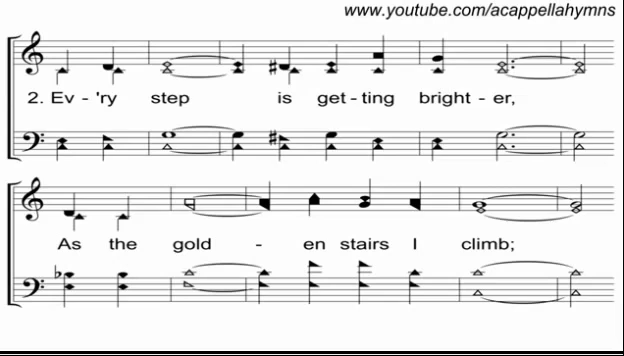 www.youtube.com/acappellahymns
2. Ev - 'ry step is get - ting bright - er,
As the gold - en stairs I climb;